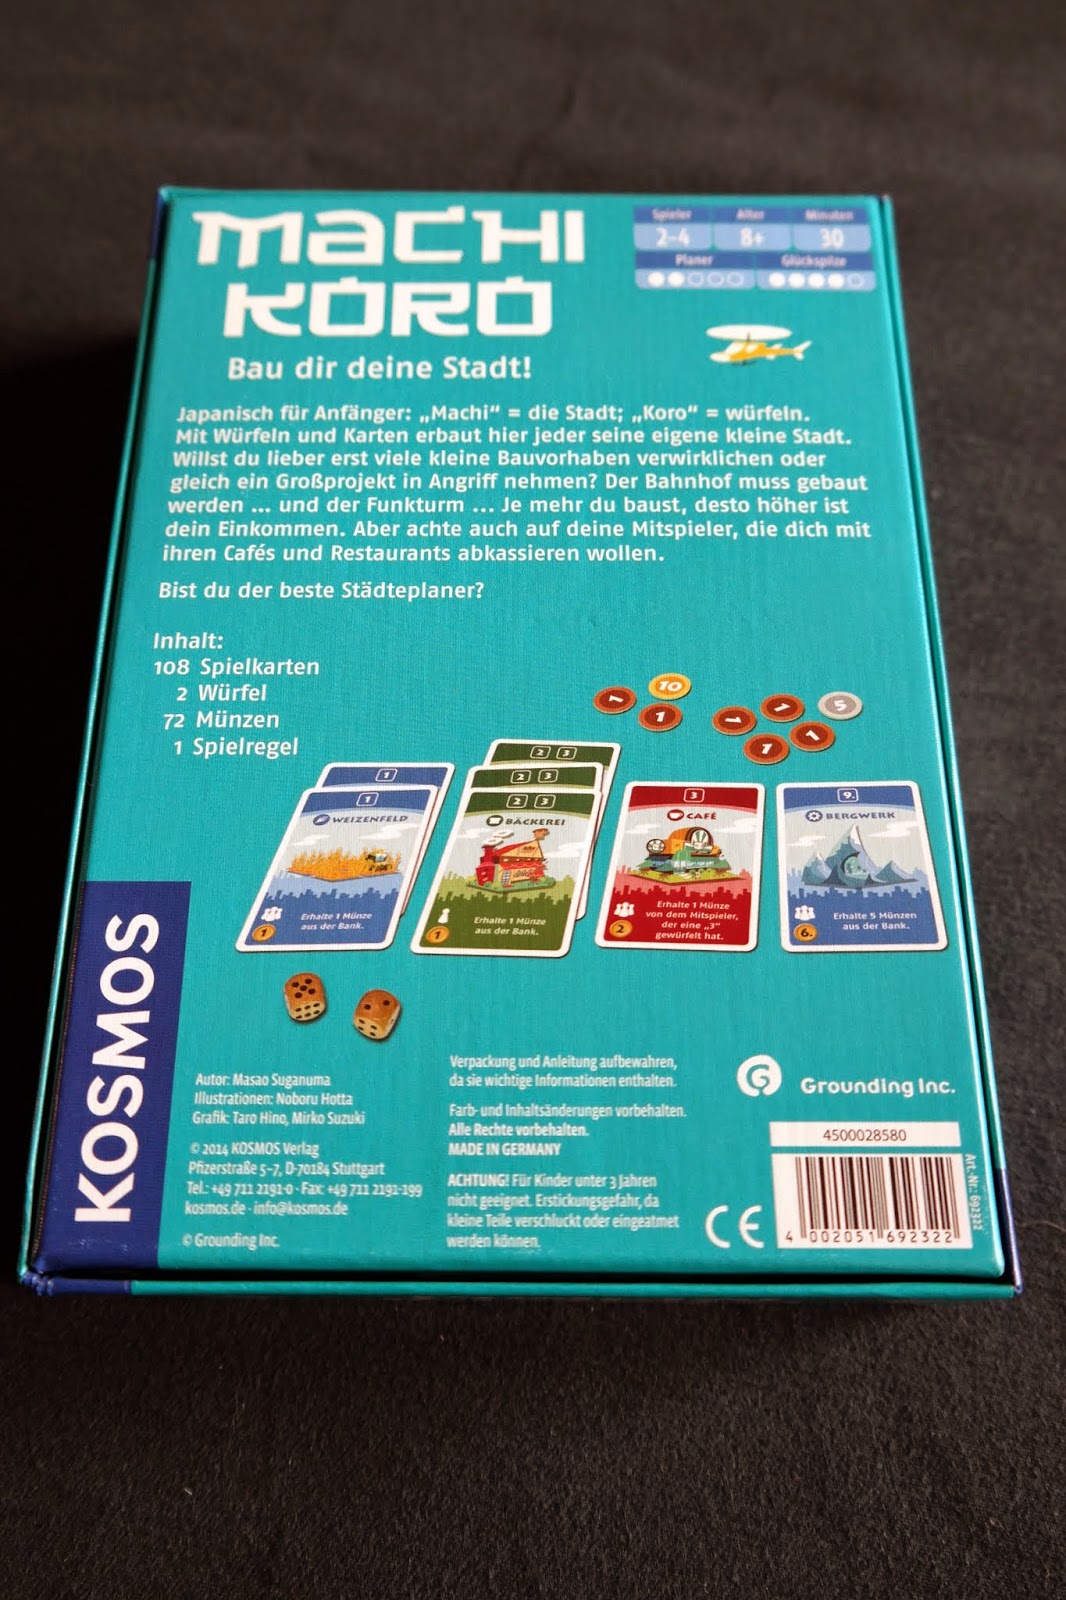 MACHI
KORO
Bau dir deine Stadt!
Spieler Alter Minuten
2-4 8+ 30
Planer Glückspilze
Japanisch für Anfänger: „Machi“ = die Stadt; „Koro“ = würfeln.
Mit Würfeln und Karten erbaut hier jeder seine eigene kleine Stadt.
Willst du lieber erst viele kleine Bauvorhaben verwirklichen oder
gleich ein Großprojekt in Angriff nehmen? Der Bahnhof muss gebaut
werden ... und der Funkturm ... Je mehr du baust, desto höher ist
dein Einkommen. Aber achte auch auf deine Mitspieler, die dich mit
ihren Cafés und Restaurants abkassieren wollen.
Bist du der beste Städteplaner?
Inhalt:
108 Spielkarten
2 Würfel
72 Münzen
1 Spielregel
1 10 1 1 1 5 1 1
1
1
WEIZENFELD
Erhalte 1 Münze
aus der Bank.
1
2 3
2 3
2 3
BÄCKEREI
Erhalte 1 Münze
aus der Bank.
1
3
CAFÉ
Erhalte 1 Münze
von dem Mitspieler,
der eine „3“
gewürfelt hat.
2
9.
BERGWERK
Erhalte 5 Münzen
aus der Bank.
6.
KOSMOS
Autor: Masao Suganuma
Illustrationen: Noboru Hotta
Grafik: Taro Hino, Mirko Suzuki
© 2014 KOSMOS Verlag
Pfizerstraße 5-7, D-70184 Stuttgart
Tel.: +49 711 2191-0 · Fax: +49 711 2191-199
kosmos.de · info@kosmos.de
© Grounding Inc.
Verpackung und Anleitung aufbewahren,
da sie wichtige Informationen enthalten.
Farb- und Inhaltsänderungen vorbehalten.
Alle Rechte vorbehalten.
MADE IN GERMANY
ACHTUNG! Für Kinder unter 3 Jahren
nicht geeignet. Erstickungsgefahr, da
kleine Teile verschluckt oder eingeatmet
werden können.
Grounding Inc.
4500028580
CE
4 002051 692322
Art.-Nr.: 692322